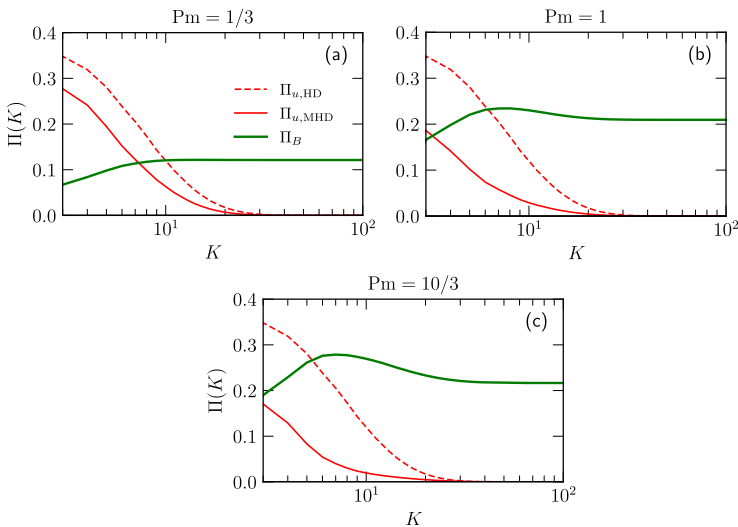 Pm = 1/3
(a)
Π(K)
0.4
0.3
0.2
0.1
0.0
Π_{u,HD}
Π_{u,MHD}
Π_B
10^1
10^2
K
Pm = 1
(b)
0.4
0.3
0.2
0.1
0.0
10^1
10^2
K
Pm = 10/3
(c)
Π(K)
0.4
0.3
0.2
0.1
0.0
10^1
10^2
K